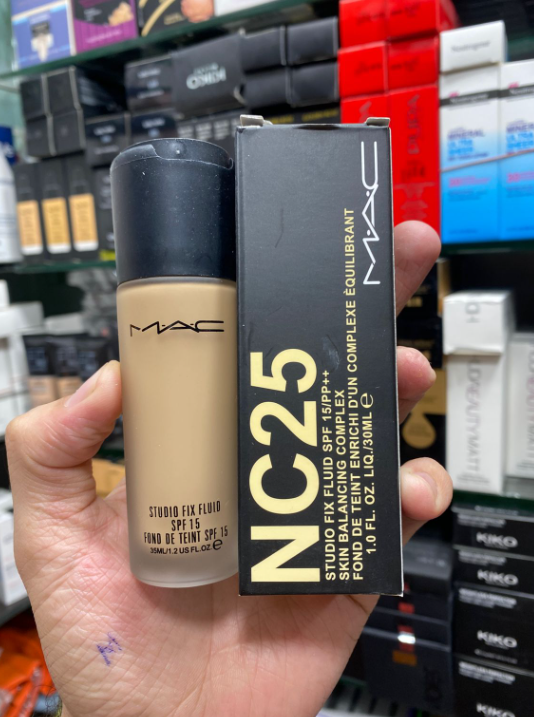 KIKO
Neutrogena
M·A·C
STUDIO FIX FLUID
SPF 15
FOND DE TEINT SPF 15
35ML/1.2 US FL.OZ.℮
M·A·C
NC25
STUDIO FIX FLUID SPF 15/PP++
SKIN BALANCING COMPLEX
FOND DE TEINT ENRICHI D'UN COMPLEXE ÈQUILIBRANT
1.0 FL. OZ. LIQ./30ML ℮
KIKO
KIKO